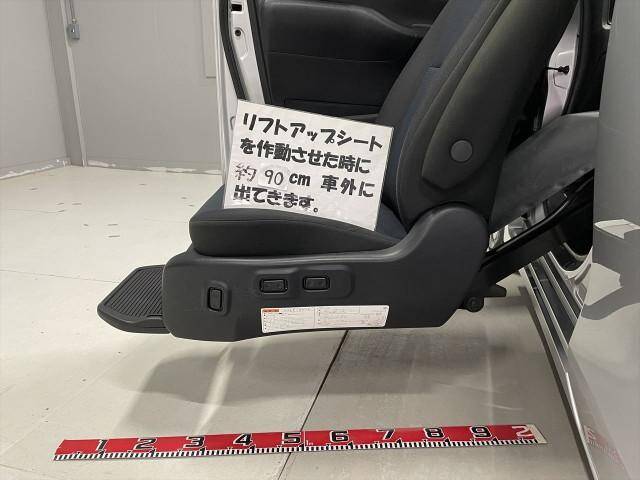 リフトアップシート
を作動させた時に
約90cm 車外に
出てきます。
1 2 3 4 5 6 7 8 9 2